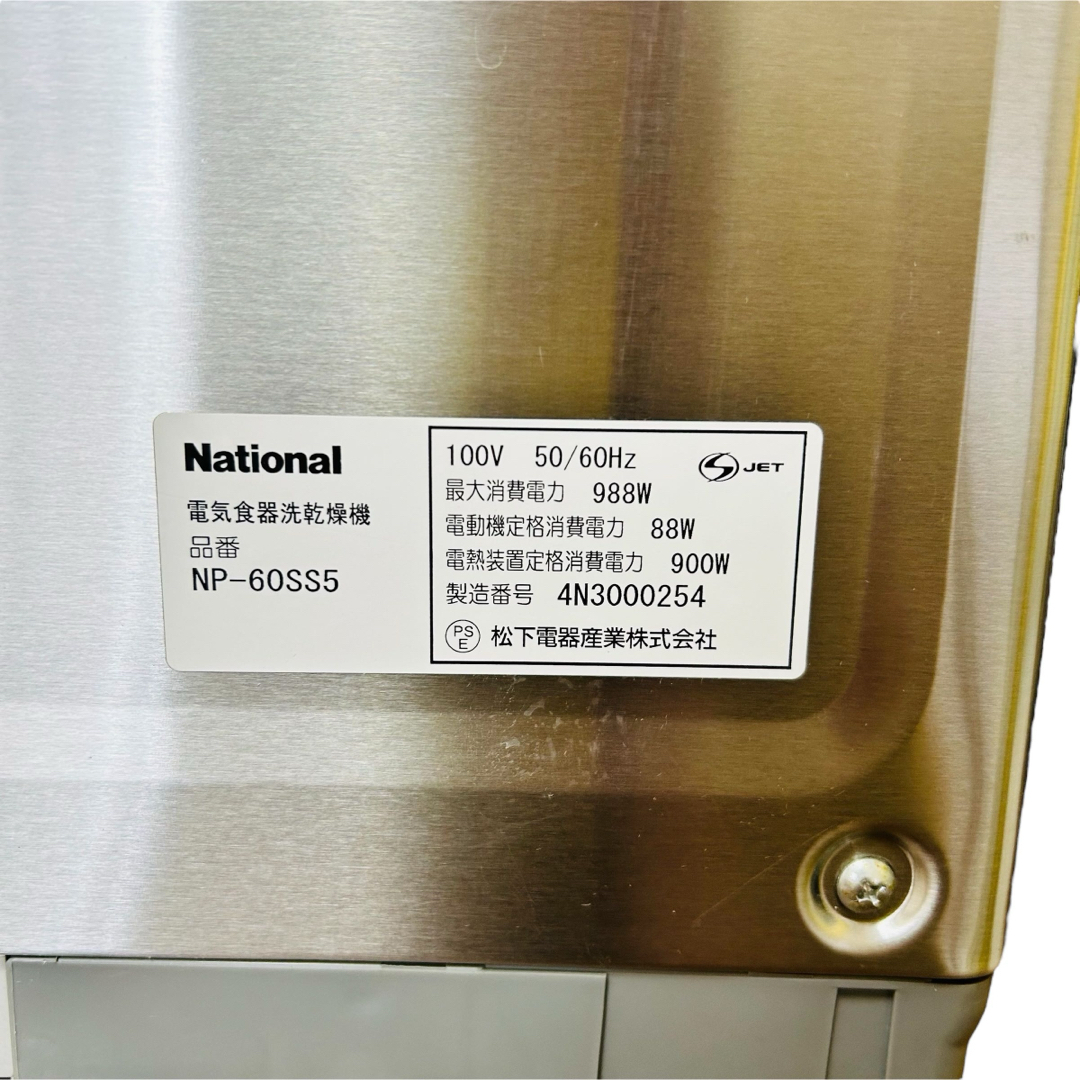 National
電気食器洗乾燥機
品番
NP-60SS5
100V 50/60Hz
JET
最大消費電力 988W
電動機定格消費電力 88W
電熱装置定格消費電力 900W
製造番号 4N3000254
PSE 松下電器産業株式会社